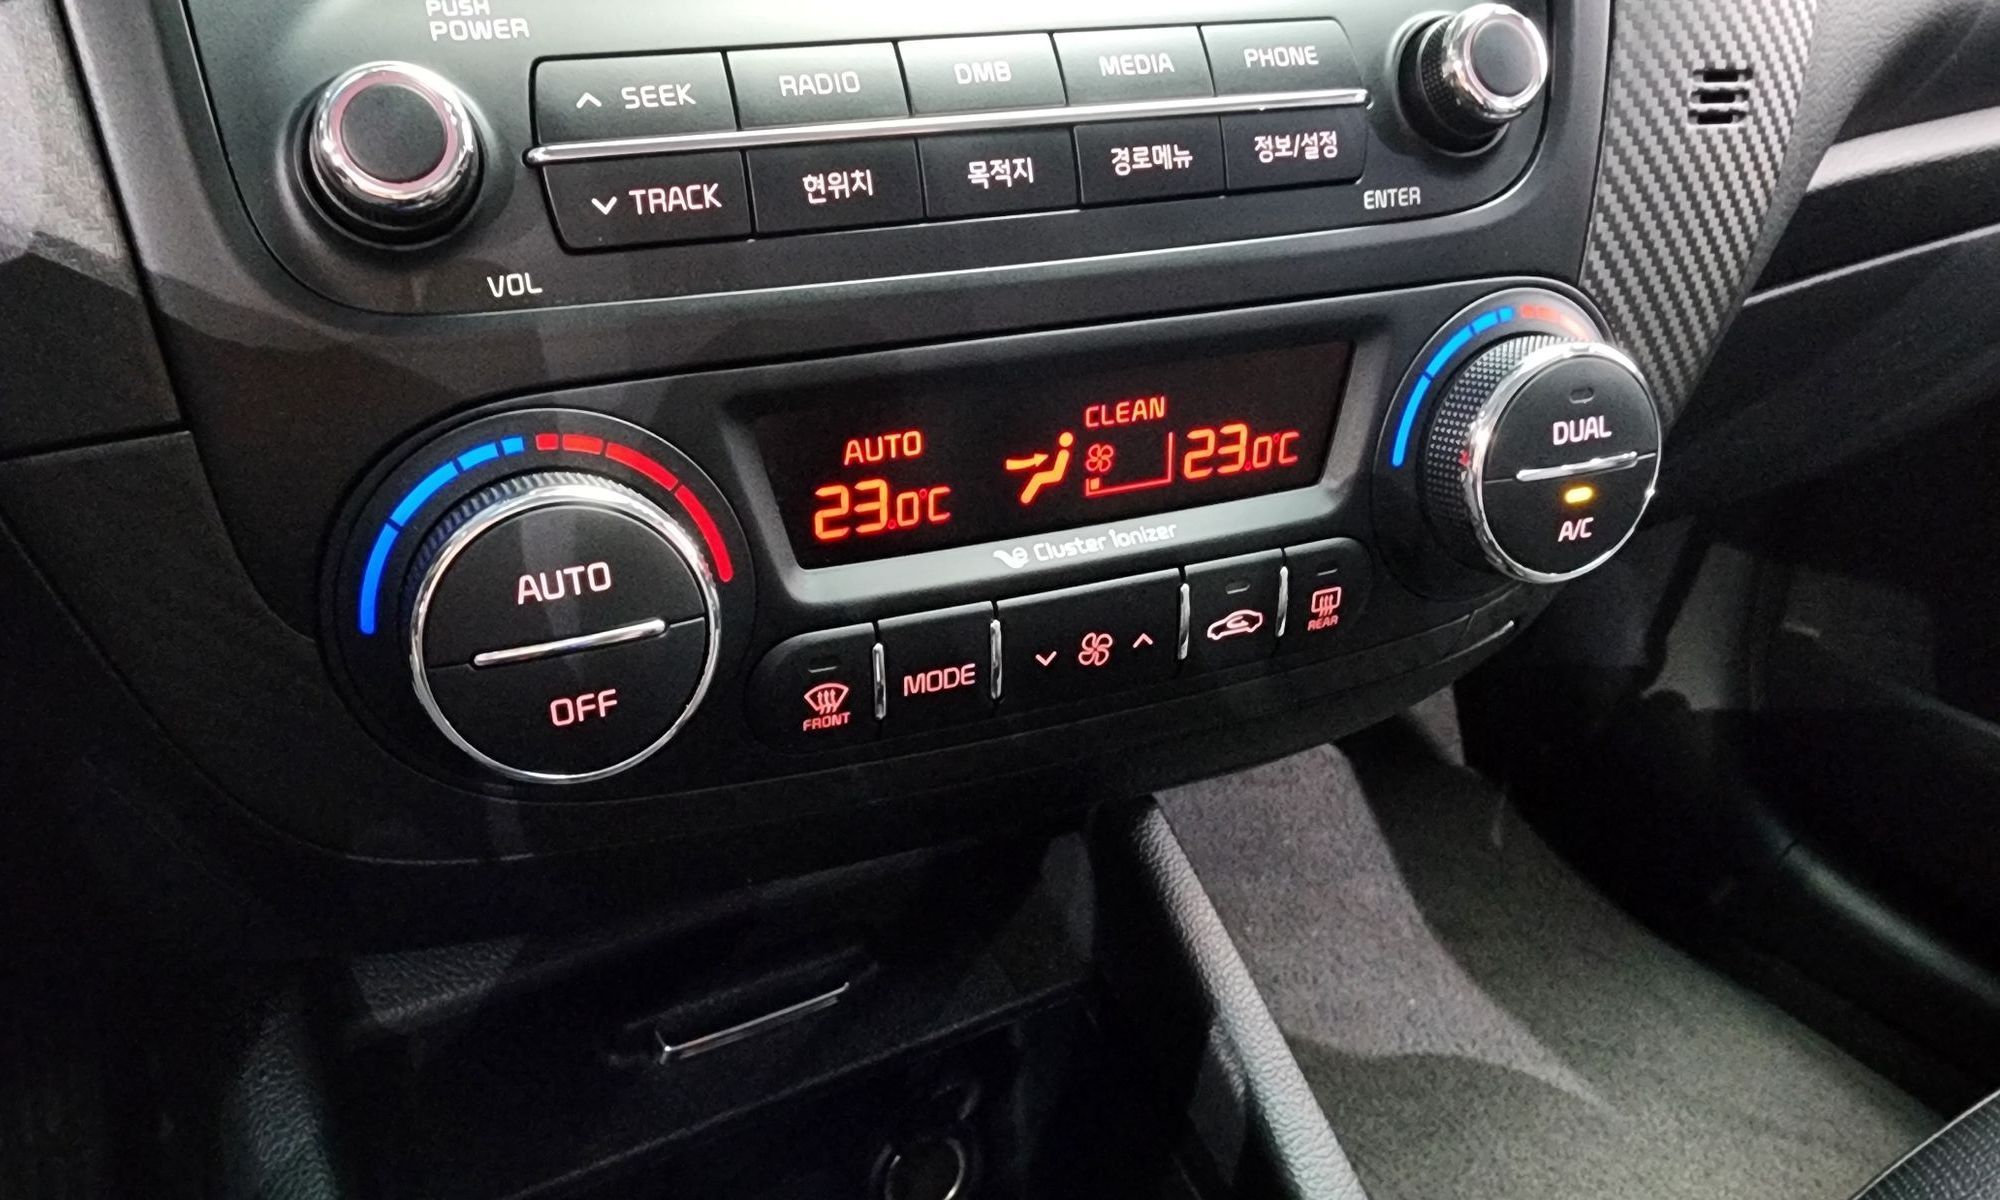 PUSH
POWER
SEEK
RADIO
DMB
MEDIA
PHONE
TRACK
현위치
목적지
경로메뉴
정보/설정
VOL
ENTER
AUTO
23.0°C
CLEAN
23.0°C
Cluster ionizer
AUTO
OFF
DUAL
A/C
FRONT
MODE
REAR